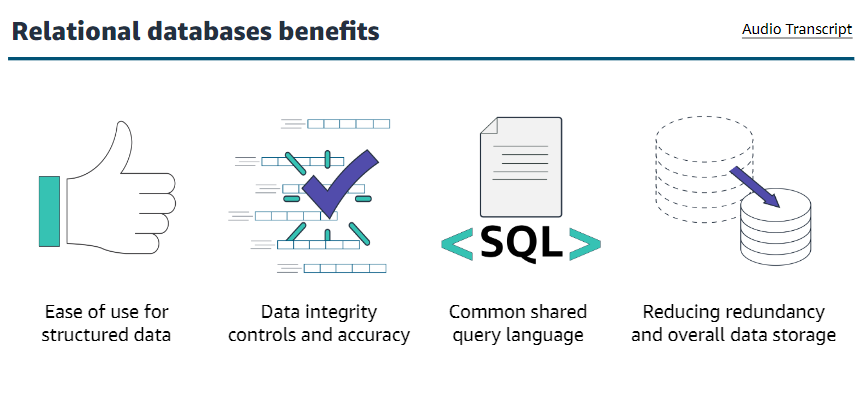 Relational databases benefits
Audio Transcript
<SQL>
Ease of use for
structured data
Data integrity
controls and accuracy
Common shared
query language
Reducing redundancy
and overall data storage